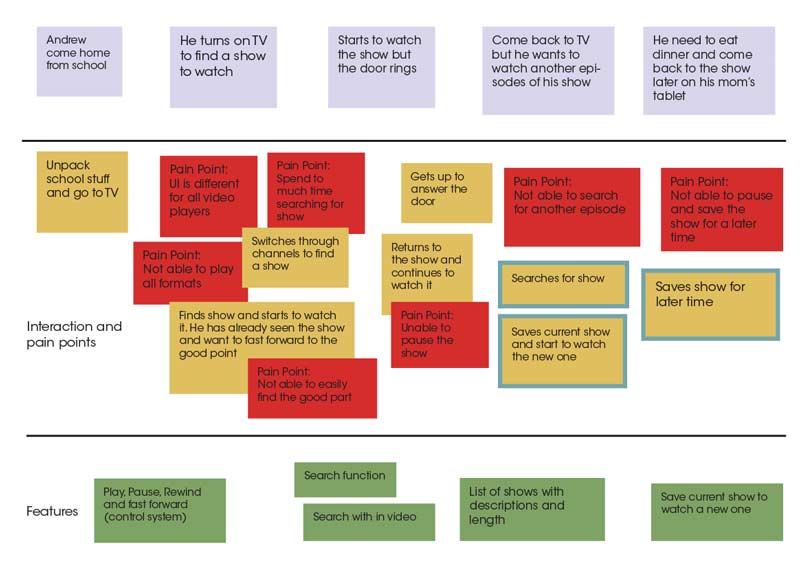 Andrew
come home
from school
He turns on TV
to find a show
to watch
Starts to watch
the show but
the door rings
Come back to TV
but he wants to
watch another epi-
sodes of his show
He need to eat
dinner and come
back to the show
later on his mom's
tablet
Interaction and
pain points
Unpack
school stuff
and go to TV
Pain Point:
UI is different
for all video
players
Pain Point:
Spend to
much time
searching for
show
Pain Point:
Not able to play
all formats
Switches through
channels to find
a show
Finds show and starts to watch
it. He has already seen the show
and want to fast forward to the
good point
Pain Point:
Not able to easily
find the good part
Gets up to
answer the
door
Returns to
the show and
continues to
watch it
Pain Point:
Unable to
pause the
show
Pain Point:
Not able to search
for another episode
Searches for show
Saves current show
and start to watch
the new one
Pain Point:
Not able to pause
and save the
show for a later
time
Saves show for
later time
Features
Play, Pause, Rewind
and fast forward
(control system)
Search function
Search with in video
List of shows with
descriptions and
length
Save current show to
watch a new one